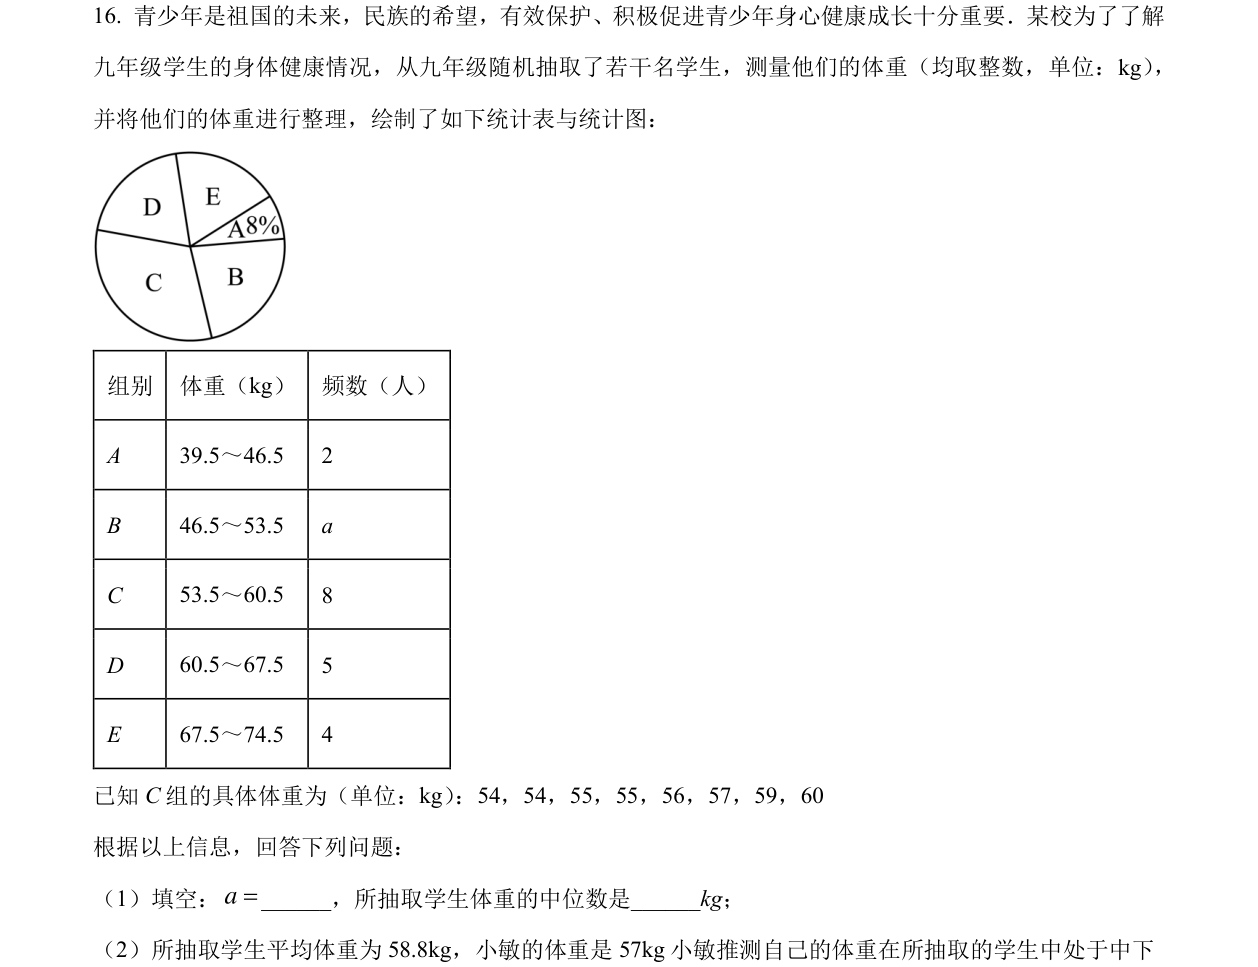 16. 青少年是祖国的未来，民族的希望，有效保护、积极促进青少年身心健康成长十分重要．某校为了了解
九年级学生的身体健康情况，从九年级随机抽取了若干名学生，测量他们的体重（均取整数，单位：kg），
并将他们的体重进行整理，绘制了如下统计表与统计图：
D
E
A8%
C
B
组别 体重（kg） 频数（人）
A 39.5～46.5 2
B 46.5～53.5 a
C 53.5～60.5 8
D 60.5～67.5 5
E 67.5～74.5 4
已知 C 组的具体体重为（单位：kg）：54，54，55，55，56，57，59，60
根据以上信息，回答下列问题：
（1）填空：a =______，所抽取学生体重的中位数是______kg；
（2）所抽取学生平均体重为 58.8kg，小敏的体重是 57kg 小敏推测自己的体重在所抽取的学生中处于中下